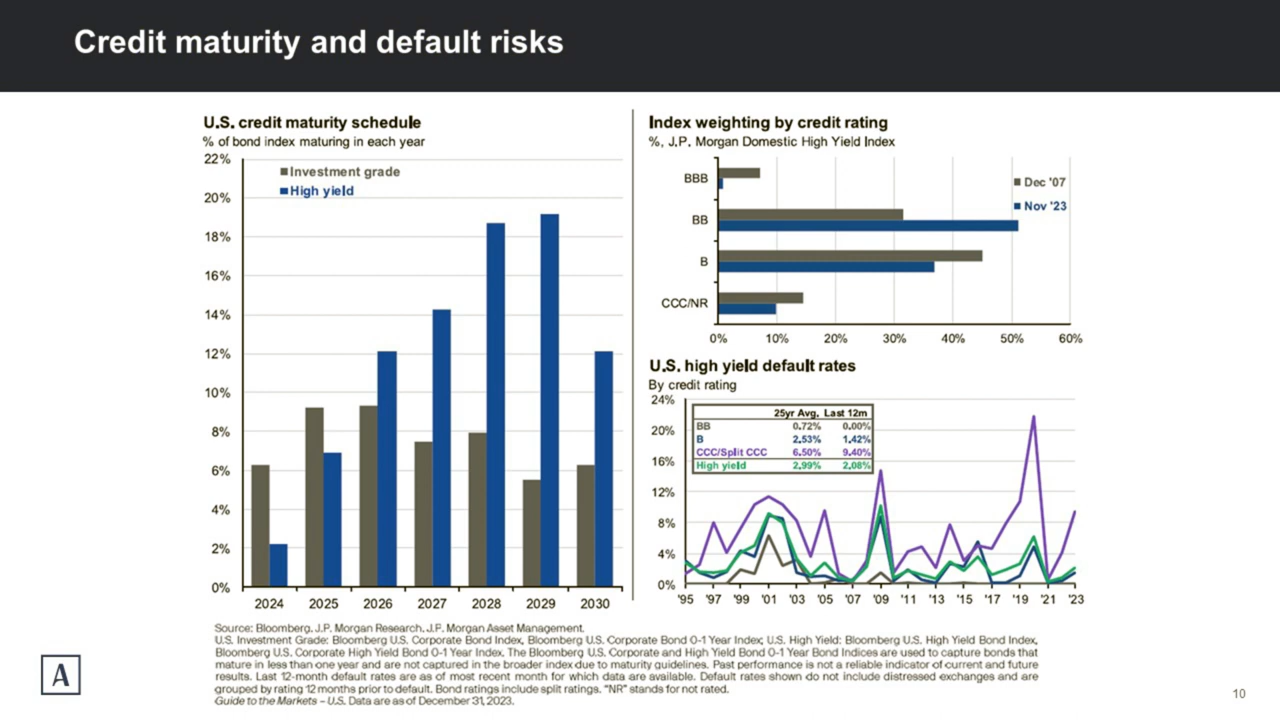 Credit maturity and default risks
U.S. credit maturity schedule
% of bond index maturing in each year
22%
20%
18%
16%
14%
12%
10%
8%
6%
4%
2%
0%
Investment grade
High yield
2024 2025 2026 2027 2028 2029 2030
Index weighting by credit rating
%, J.P. Morgan Domestic High Yield Index
BBB
BB
B
CCC/NR
Dec '07
Nov '23
0% 10% 20% 30% 40% 50% 60%
U.S. high yield default rates
By credit rating
24%
20%
16%
12%
8%
4%
0%
25yr Avg. Last 12m
BB 0.72% 0.00%
B 2.53% 1.42%
CCC/Split CCC 6.50% 9.40%
High yield 2.99% 2.08%
'95 '97 '99 '01 '03 '05 '07 '09 '11 '13 '15 '17 '19 '21 '23
Source: Bloomberg, J.P. Morgan Research, J.P. Morgan Asset Management.
U.S. Investment Grade: Bloomberg U.S. Corporate Bond Index, Bloomberg U.S. Corporate Bond 0-1 Year Index; U.S. High Yield: Bloomberg U.S. High Yield Bond Index,
Bloomberg U.S. Corporate High Yield Bond 0-1 Year Index. The Bloomberg U.S. Corporate and High Yield Bond 0-1 Year Bond Indices are used to capture bonds that
mature in less than one year and are not captured in the broader index due to maturity guidelines. Past performance is not a reliable indicator of current and future
results. Last 12-month default rates are as of most recent month for which data are available. Default rates shown do not include distressed exchanges and are
grouped by rating 12 months prior to default. Bond ratings include split ratings. "NR" stands for not rated.
Guide to the Markets – U.S. Data are as of December 31, 2023.
A
10